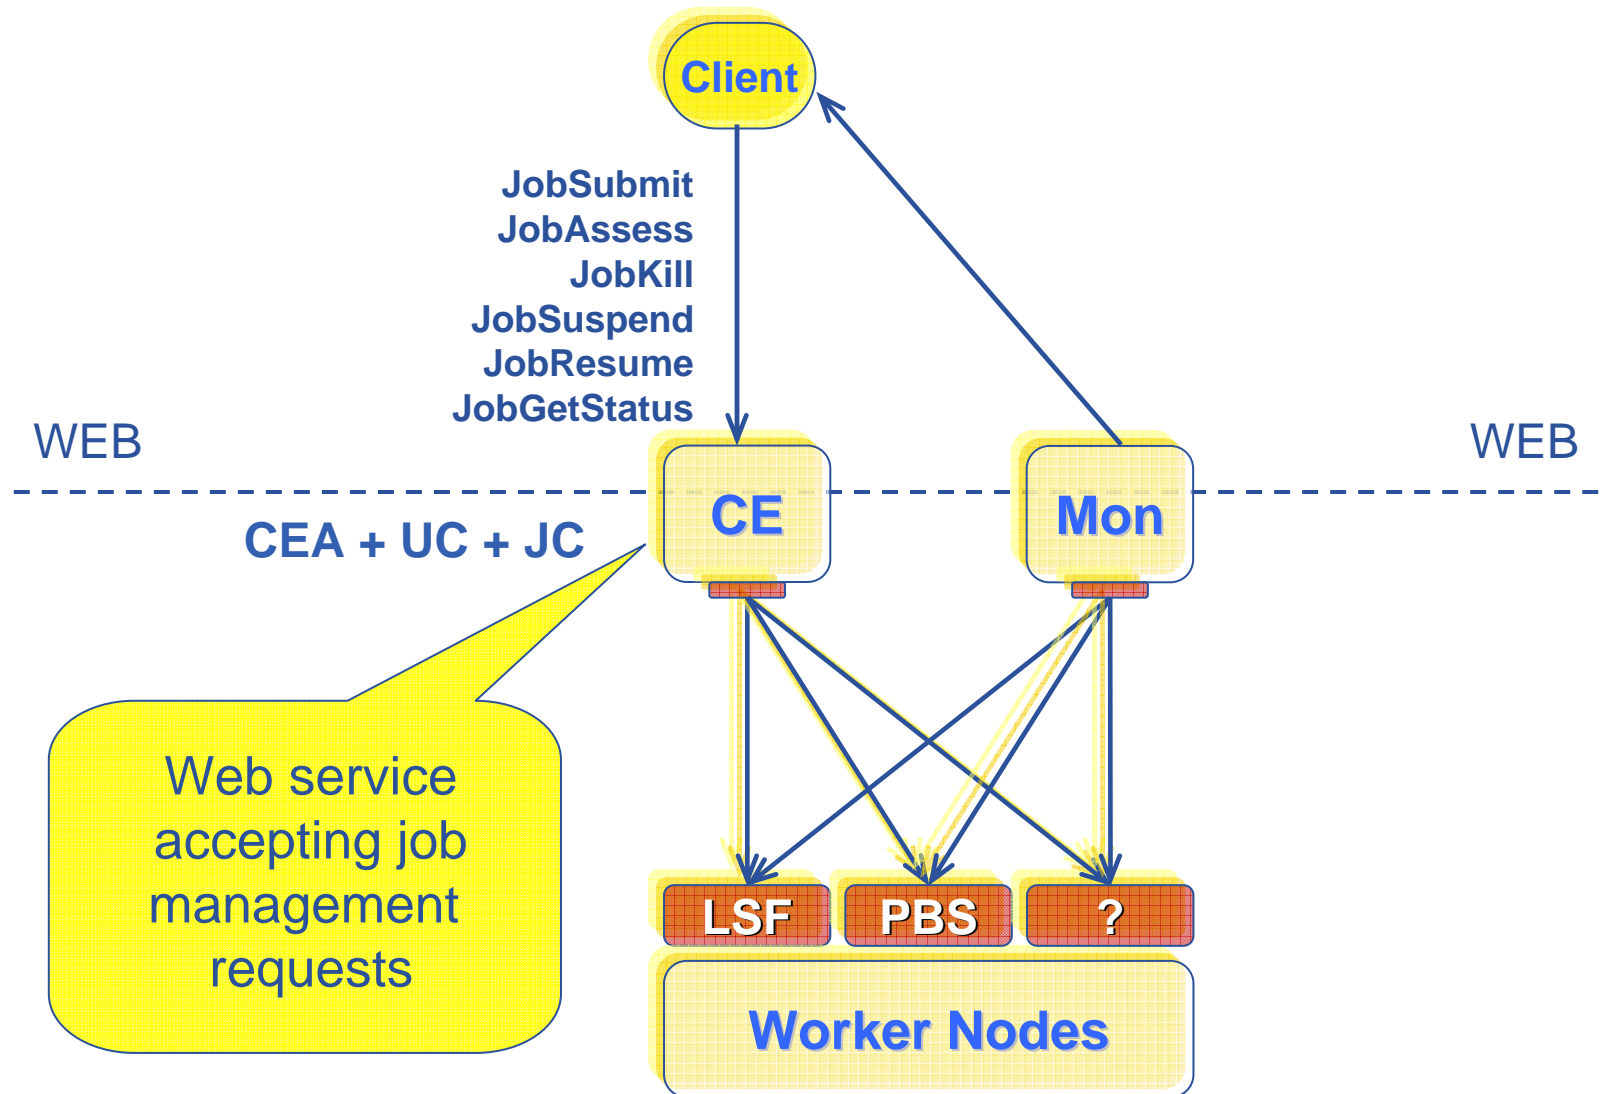 Client
JobSubmit
JobAssess
JobKill
JobSuspend
JobResume
JobGetStatus
WEB
WEB
CE
Mon
CEA + UC + JC
Web service
accepting job
management
requests
LSF
PBS
?
Worker Nodes